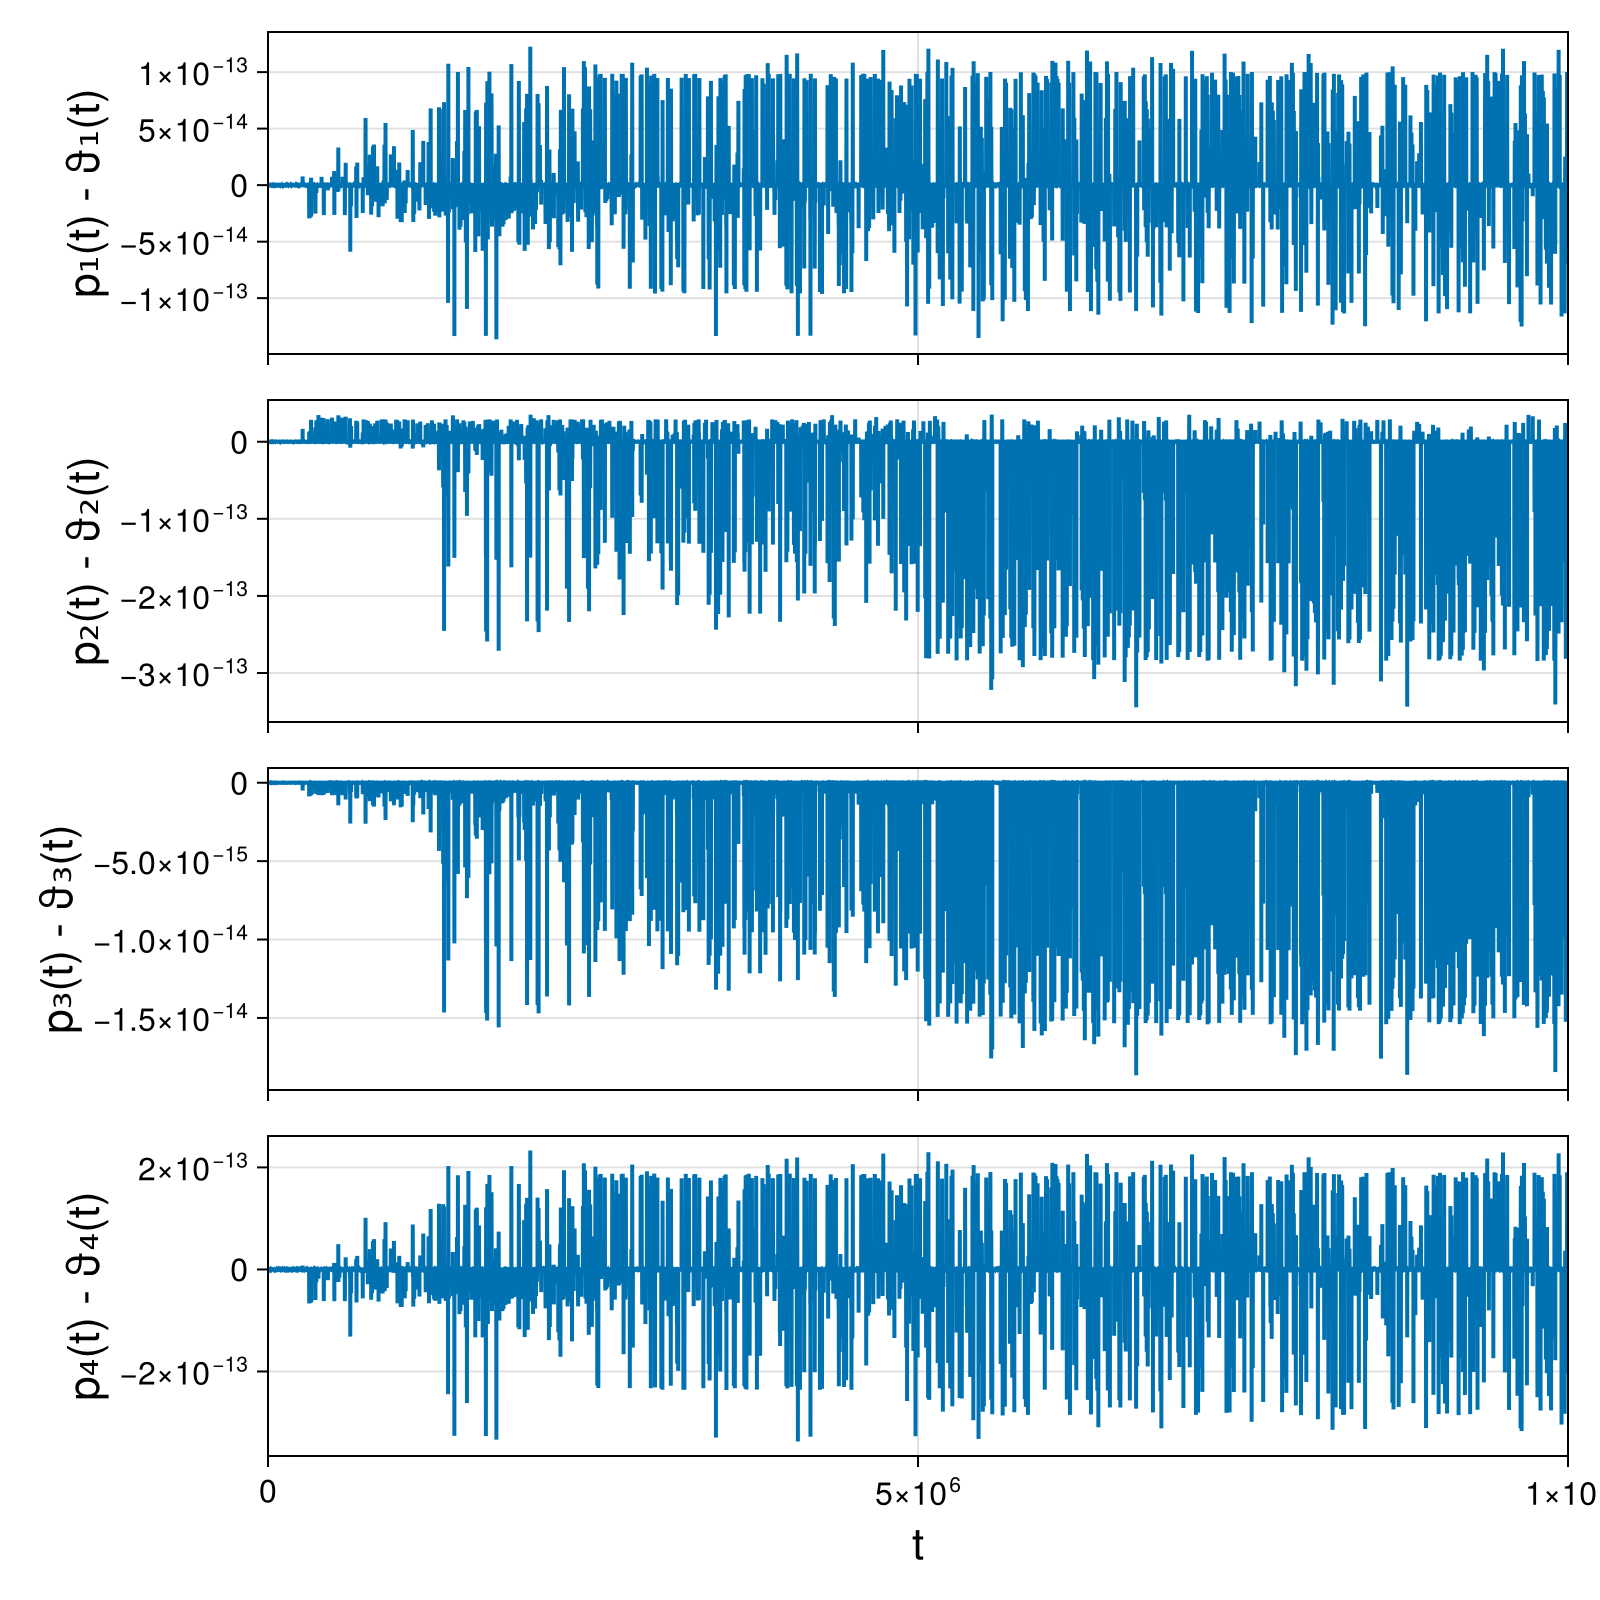 1×10⁻¹³
5×10⁻¹⁴
0
−5×10⁻¹⁴
−1×10⁻¹³
p₁(t) - ϑ₁(t)
0
−1×10⁻¹³
−2×10⁻¹³
−3×10⁻¹³
p₂(t) - ϑ₂(t)
0
−5.0×10⁻¹⁵
−1.0×10⁻¹⁴
−1.5×10⁻¹⁴
p₃(t) - ϑ₃(t)
2×10⁻¹³
0
−2×10⁻¹³
p₄(t) - ϑ₄(t)
0 5×10⁶ 1×10
t